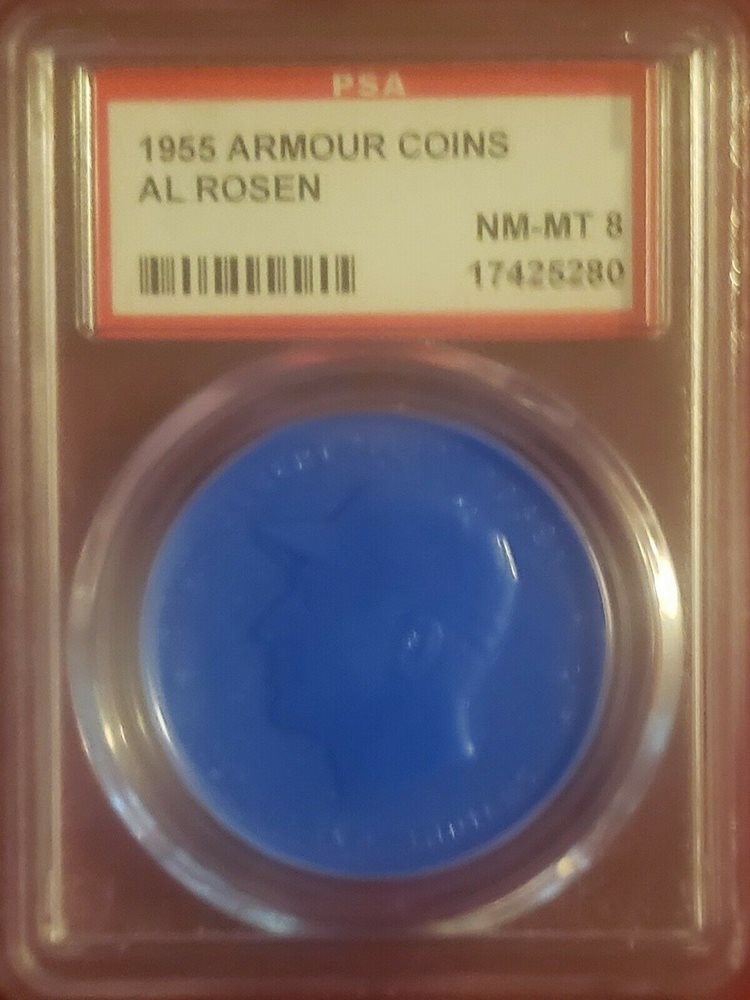 PSA
1955 ARMOUR COINS
AL ROSEN
NM-MT 8
17425280